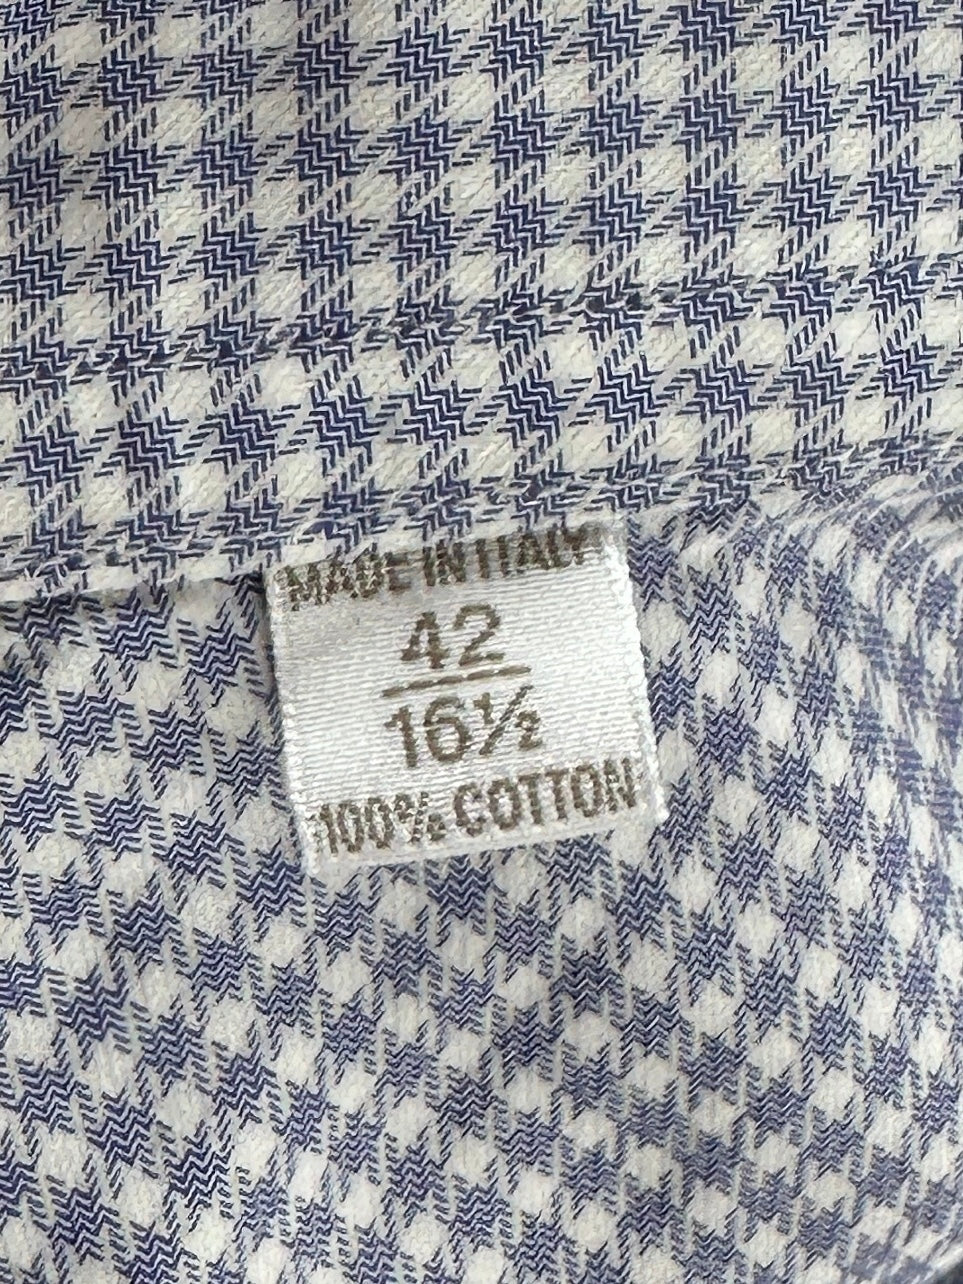 MADE IN ITALY
42
16½
100% COTTON